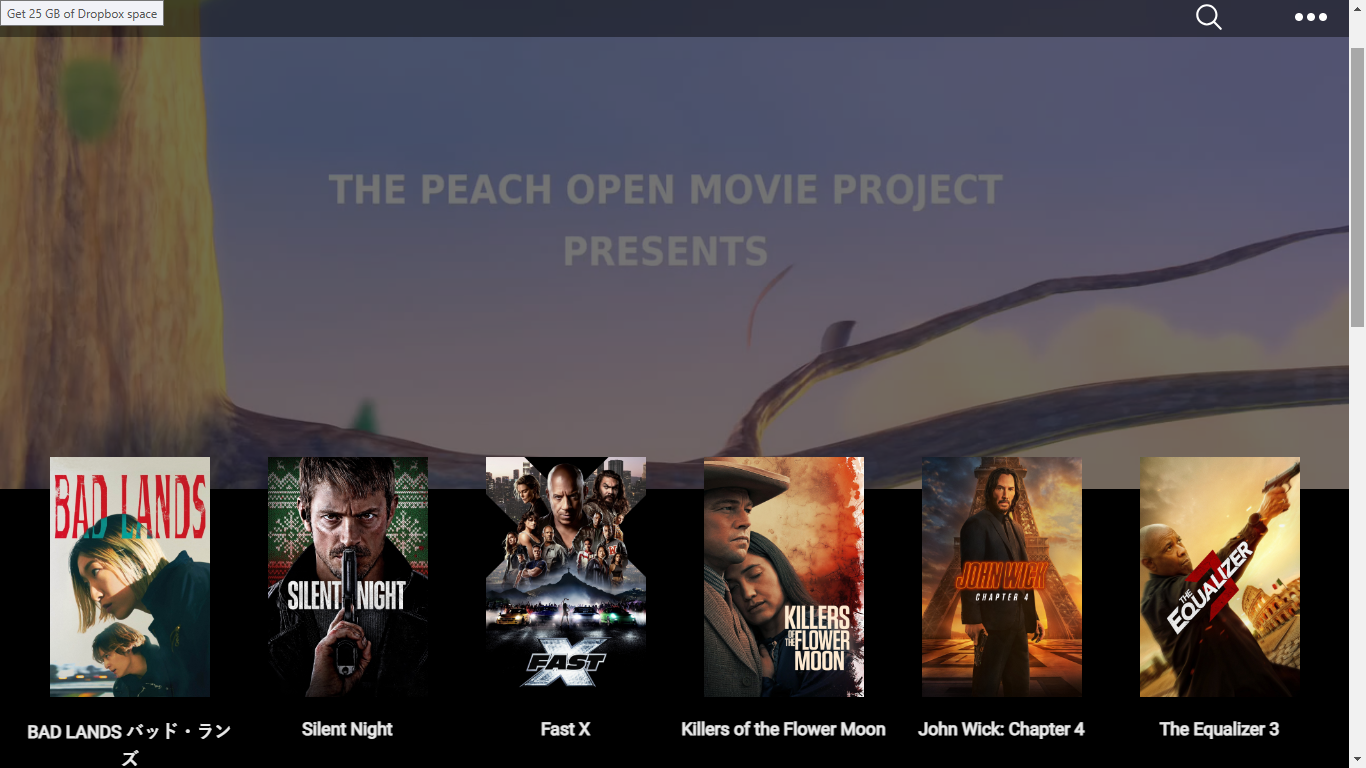 Get 25 GB of Dropbox space
THE PEACH OPEN MOVIE PROJECT
PRESENTS
BAD LANDS
SILENT NIGHT
FAST X
KILLERS
OF THE FLOWER
MOON
JOHN WICK
CHAPTER 4
THE
EQUALIZER
3
BAD LANDS バッド・ラン
ズ
Silent Night
Fast X
Killers of the Flower Moon
John Wick: Chapter 4
The Equalizer 3